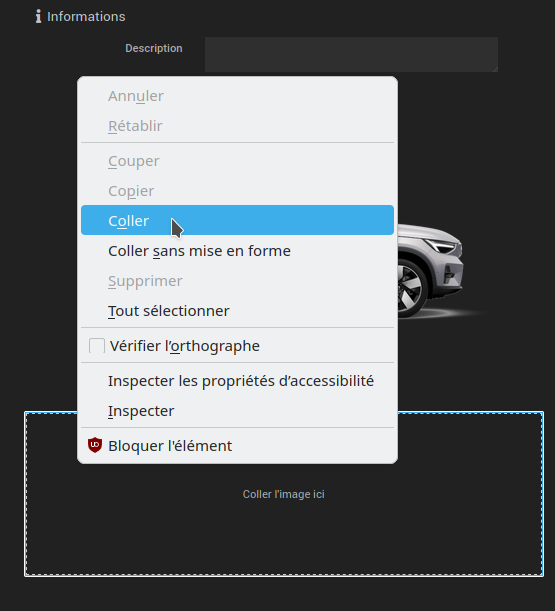 Informations
Description
Annuler
Rétablir
Couper
Copier
Coller
Coller sans mise en forme
Supprimer
Tout sélectionner
Vérifier l’orthographe
Inspecter les propriétés d’accessibilité
Inspecter
Bloquer l'élément
Coller l'image ici